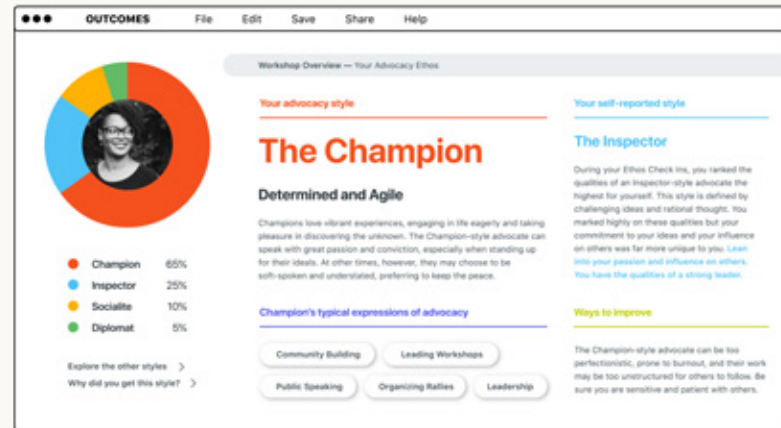 OUTCOMES File Edit Save Share Help
Workshop Overview — Your Advocacy Ethos
Champion 65%
Inspector 25%
Socialite 10%
Diplomat 5%
Explore the other styles >
Why did you get this style? >
Your advocacy style
The Champion
Determined and Agile
Champions love vibrant experiences, engaging in life eagerly and taking
pleasure in discovering the unknown. The Champion-style advocate can
speak with great passion and conviction, especially when standing up
for their ideals. At other times, however, they may choose to be
soft-spoken and understated, preferring to keep the peace.
Champion's typical expressions of advocacy
Community Building Leading Workshops
Public Speaking Organizing Rallies Leadership
Your self-reported style
The Inspector
During your Ethos Check Ins, you ranked the
qualities of an Inspector-style advocate the
highest for yourself. This style is defined by
challenging ideas and rational thought. You
marked highly on these qualities but your
commitment to your ideas and your influence
on others was far more unique to you. Lean
into your passion and influence on others.
You have the qualities of a strong leader.
Ways to improve
The Champion-style advocate can be too
perfectionistic, prone to burnout, and their work
may be too unstructured for others to follow. Be
sure you are sensitive and patient with others.